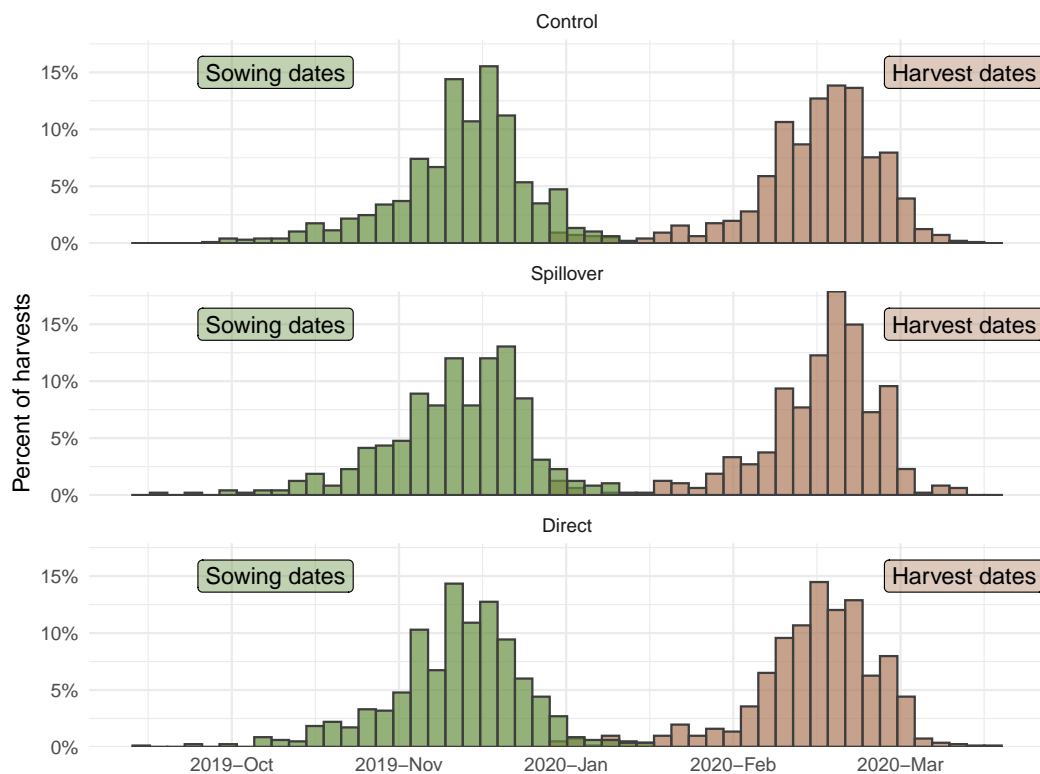 Control
Sowing dates
Harvest dates
15%
10%
5%
0%
Spillover
Sowing dates
Harvest dates
15%
10%
5%
0%
Percent of harvests
Direct
Sowing dates
Harvest dates
15%
10%
5%
0%
2019−Oct
2019−Nov
2020−Jan
2020−Feb
2020−Mar